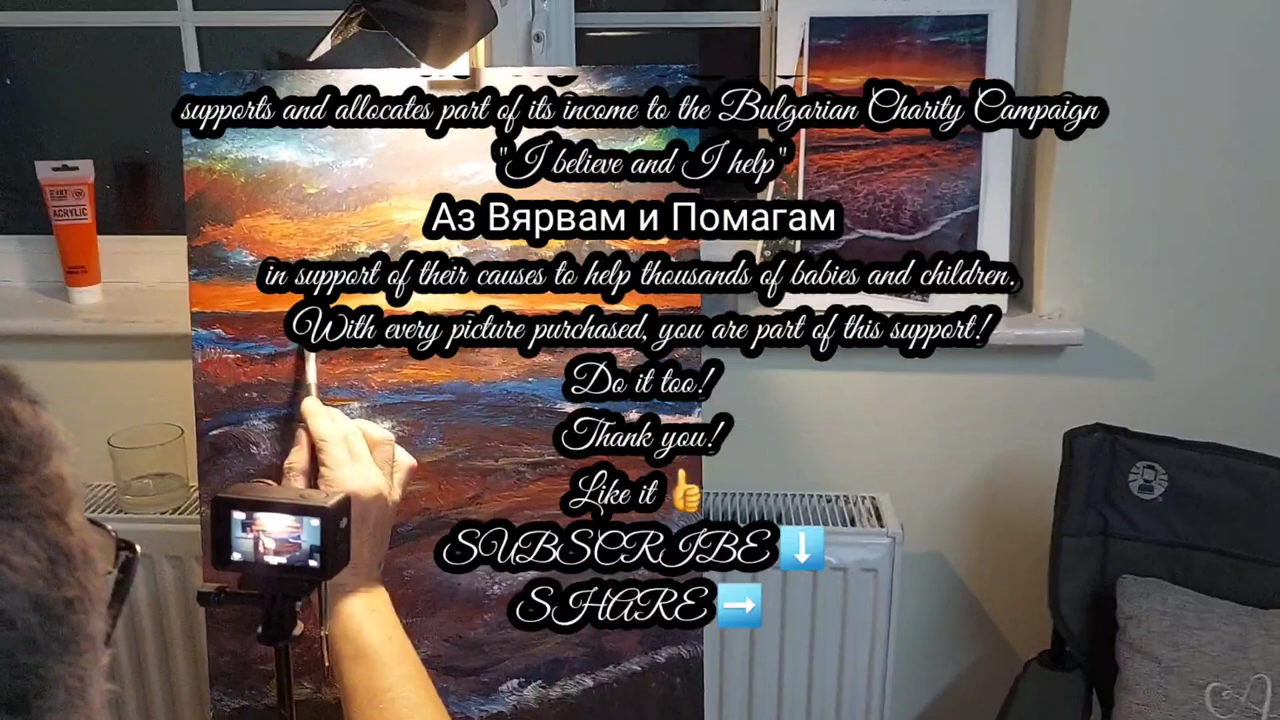 supports and allocates part of its income to the Bulgarian Charity Campaign
"I believe and I help"
Аз Вярвам и Помагам
in support of their causes to help thousands of babies and children.
With every picture purchased, you are part of this support!
Do it too!
Thank you!
Like it 👍
SUBSCRIBE ⬇️
SHARE ➡️
ACRYLIC